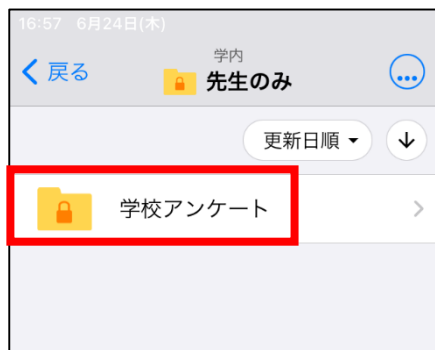 16:57 6月24日(木)
戻る
学内
先生のみ
更新日順
学校アンケート